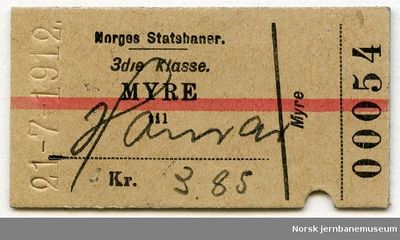 21-7-1912.
Norges Statsbaner.
3die Klasse.
MYRE
til
Hamar
Kr. 3.85
Myre
00054
Norsk jernbanemuseum